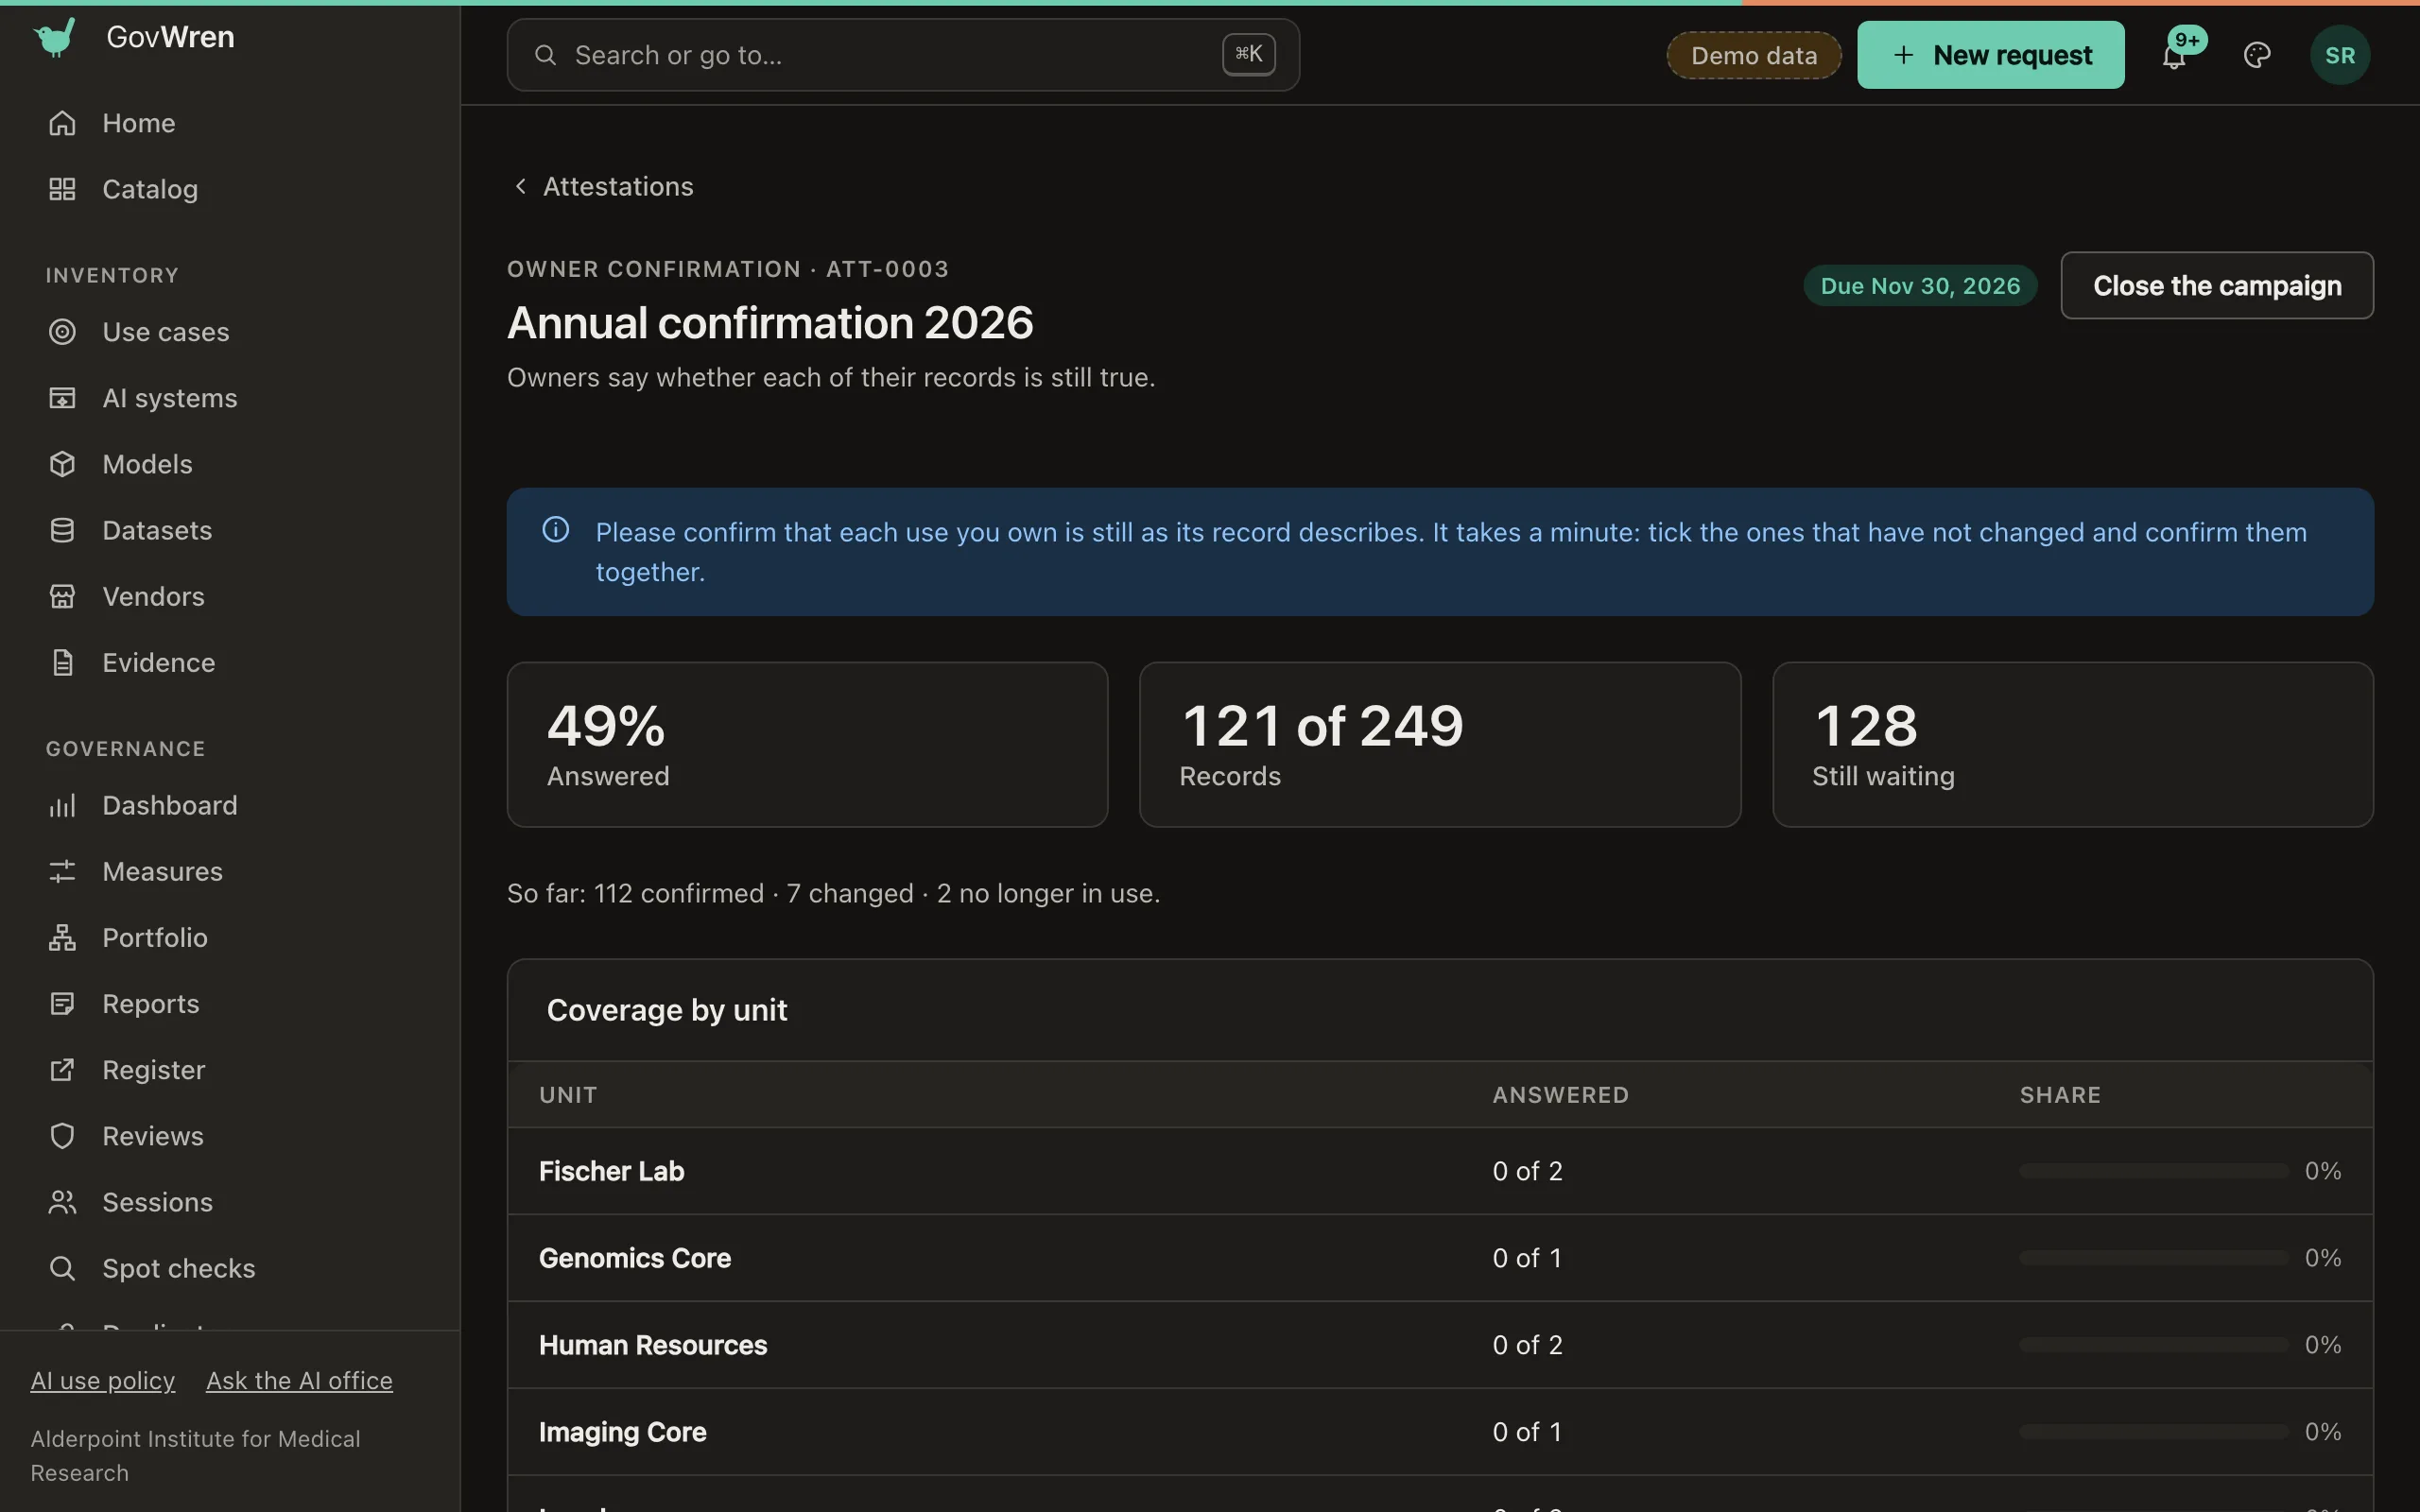 GovWren
Search or go to...
⌘K
Demo data
+ New request
9+
SR
Home
Catalog
INVENTORY
Use cases
AI systems
Models
Datasets
Vendors
Evidence
GOVERNANCE
Dashboard
Measures
Portfolio
Reports
Register
Reviews
Sessions
Spot checks
AI use policy
Ask the AI office
Alderpoint Institute for Medical
Research
Attestations
OWNER CONFIRMATION · ATT-0003
Annual confirmation 2026
Owners say whether each of their records is still true.
Due Nov 30, 2026
Close the campaign
Please confirm that each use you own is still as its record describes. It takes a minute: tick the ones that have not changed and confirm them
together.
49%
Answered
121 of 249
Records
128
Still waiting
So far: 112 confirmed · 7 changed · 2 no longer in use.
Coverage by unit
UNIT ANSWERED SHARE
Fischer Lab 0 of 2 0%
Genomics Core 0 of 1 0%
Human Resources 0 of 2 0%
Imaging Core 0 of 1 0%